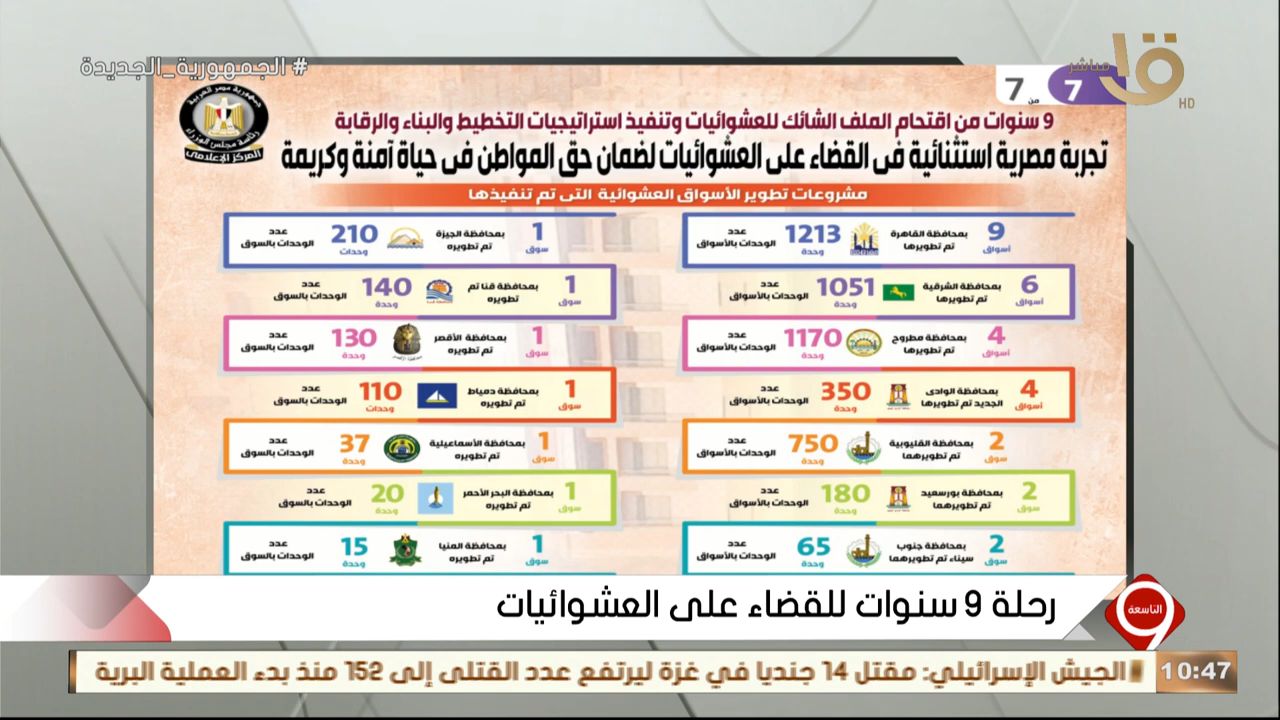 # الجمهورية_الجديدة
مباشر
HD
7
7 من
جمهورية مصر العربية
رئاسة مجلس الوزراء
المركز الإعلامى
9 سنوات من اقتحام الملف الشائك للعشوائيات وتنفيذ استراتيجيات التخطيط والبناء والرقابة
تجربة مصرية استثنائية فى القضاء على العشوائيات لضمان حق المواطن فى حياة آمنة وكريمة
مشروعات تطوير الأسواق العشوائية التى تم تنفيذها
9 أسواق بمحافظة القاهرة تم تطويرها 1213 وحدة عدد الوحدات بالأسواق
6 أسواق بمحافظة الشرقية تم تطويرها 1051 وحدة عدد الوحدات بالأسواق
4 أسواق بمحافظة مطروح تم تطويرها 1170 وحدة عدد الوحدات بالأسواق
4 أسواق بمحافظة الوادى الجديد تم تطويرها 350 وحدة عدد الوحدات بالأسواق
2 سوق بمحافظة القليوبية تم تطويرهما 750 وحدة عدد الوحدات بالأسواق
2 سوق بمحافظة بورسعيد تم تطويرهما 180 وحدة عدد الوحدات بالأسواق
2 سوق بمحافظة جنوب سيناء تم تطويرهما 65 وحدة عدد الوحدات بالأسواق
1 سوق بمحافظة الجيزة تم تطويره 210 وحدات عدد الوحدات بالسوق
1 سوق بمحافظة قنا تم تطويره 140 وحدة عدد الوحدات بالسوق
1 سوق بمحافظة الأقصر تم تطويره 130 وحدة عدد الوحدات بالسوق
1 سوق بمحافظة دمياط تم تطويره 110 وحدات عدد الوحدات بالسوق
1 سوق بمحافظة الأسماعيلية تم تطويره 37 وحدة عدد الوحدات بالسوق
1 سوق بمحافظة البحر الأحمر تم تطويره 20 وحدة عدد الوحدات بالسوق
1 سوق بمحافظة المنيا تم تطويره 15 وحدة عدد الوحدات بالسوق
التاسعة
رحلة 9 سنوات للقضاء على العشوائيات
10:47
الجيش الإسرائيلي: مقتل 14 جنديا في غزة ليرتفع عدد القتلى إلى 152 منذ بدء العملية البرية